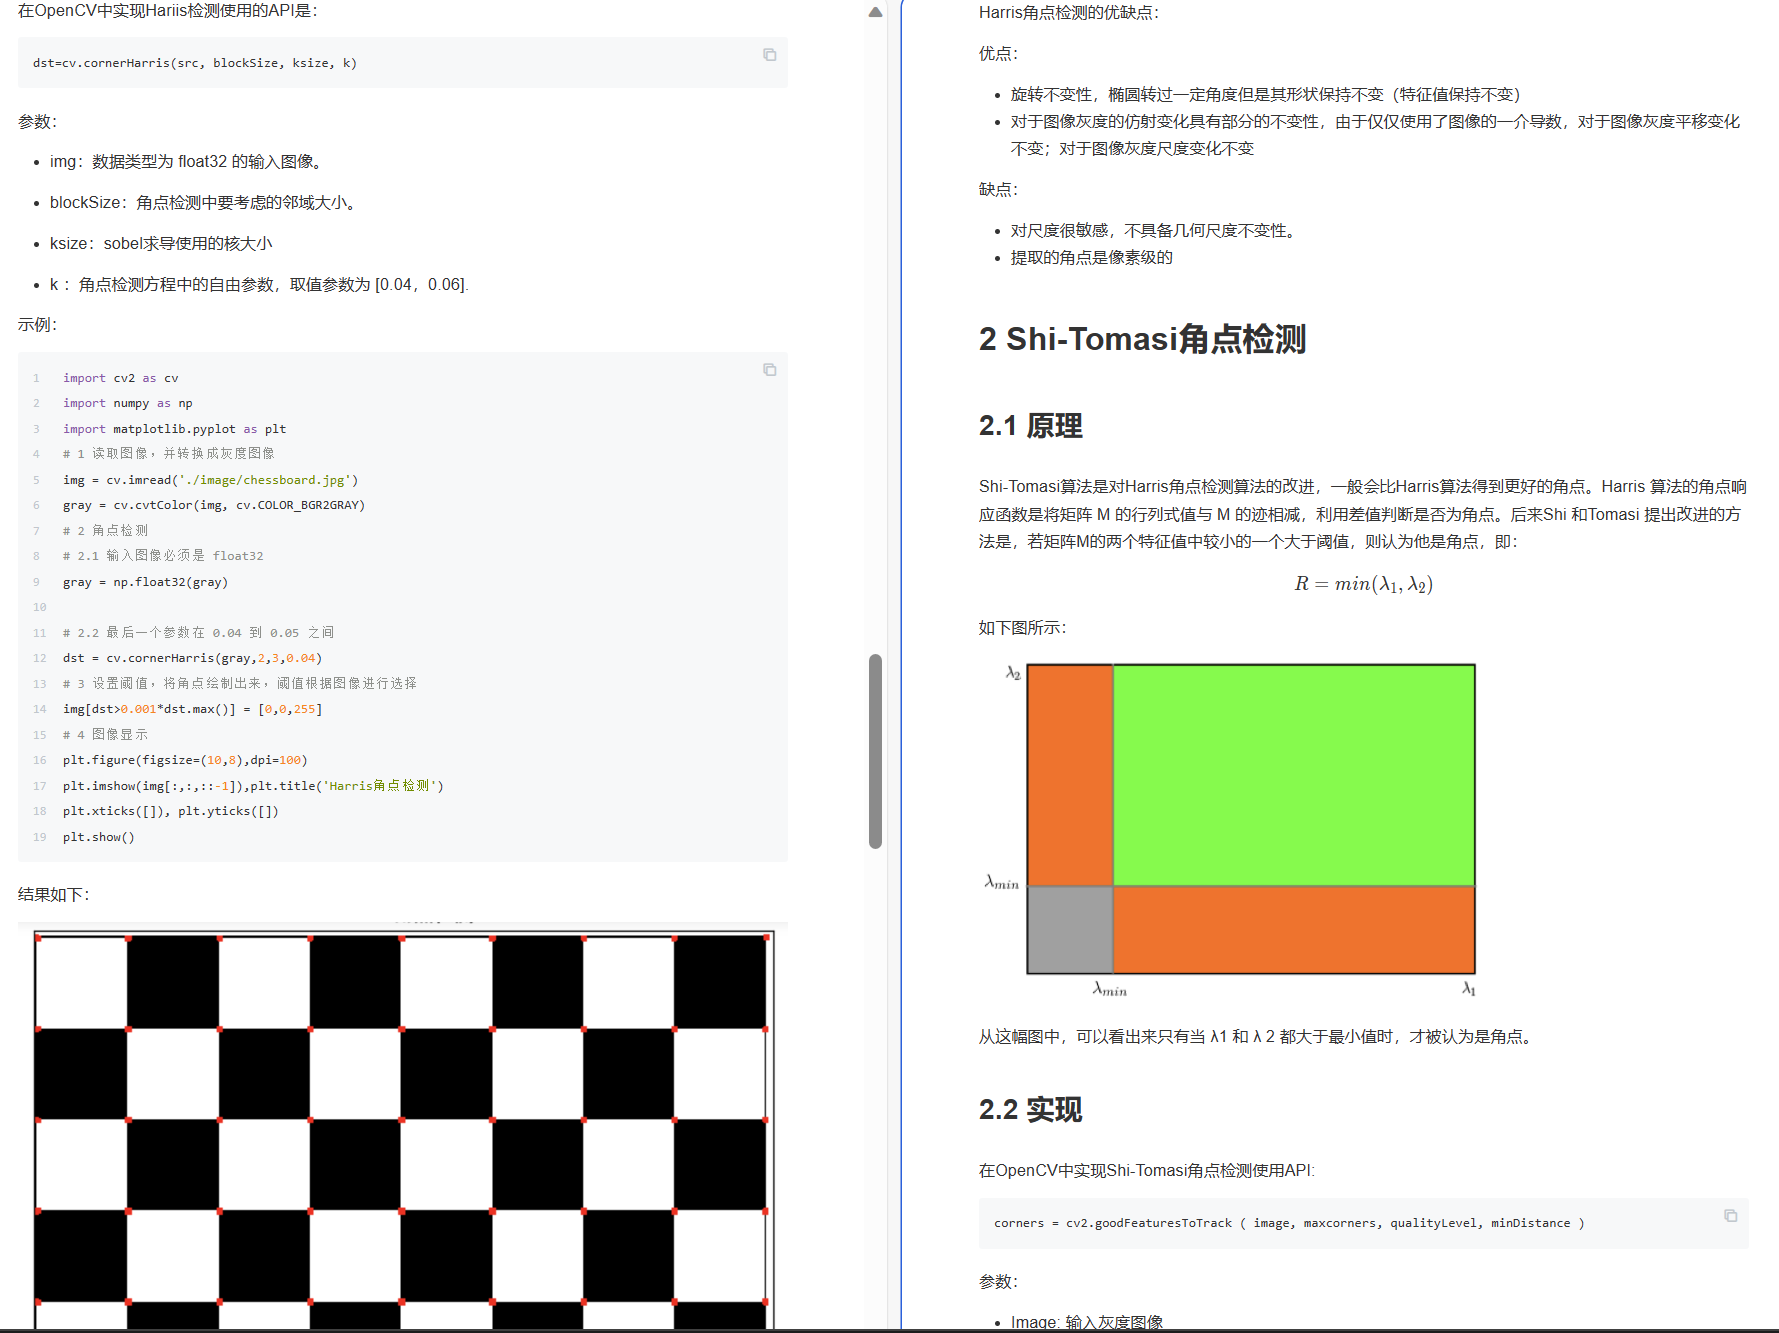 在OpenCV中实现Hariis检测使用的API是：
dst=cv.cornerHarris(src, blockSize, ksize, k)
参数：
img：数据类型为 float32 的输入图像。
blockSize：角点检测中要考虑的邻域大小。
ksize：sobel求导使用的核大小
k ：角点检测方程中的自由参数，取值参数为 [0.04，0.06].
示例：
1 import cv2 as cv
2 import numpy as np
3 import matplotlib.pyplot as plt
4 # 1 读取图像，并转换成灰度图像
5 img = cv.imread('./image/chessboard.jpg')
6 gray = cv.cvtColor(img, cv.COLOR_BGR2GRAY)
7 # 2 角点检测
8 # 2.1 输入图像必须是 float32
9 gray = np.float32(gray)
10
11 # 2.2 最后一个参数在 0.04 到 0.05 之间
12 dst = cv.cornerHarris(gray,2,3,0.04)
13 # 3 设置阈值，将角点绘制出来，阈值根据图像进行选择
14 img[dst>0.001*dst.max()] = [0,0,255]
15 # 4 图像显示
16 plt.figure(figsize=(10,8),dpi=100)
17 plt.imshow(img[:,:,::-1]),plt.title('Harris角点检测')
18 plt.xticks([]), plt.yticks([])
19 plt.show()
结果如下：
Harris角点检测的优缺点：
优点：
旋转不变性，椭圆转过一定角度但是其形状保持不变（特征值保持不变）
对于图像灰度的仿射变化具有部分的不变性，由于仅仅使用了图像的一介导数，对于图像灰度平移变化
不变；对于图像灰度尺度变化不变
缺点：
对尺度很敏感，不具备几何尺度不变性。
提取的角点是像素级的
2 Shi-Tomasi角点检测
2.1 原理
Shi-Tomasi算法是对Harris角点检测算法的改进，一般会比Harris算法得到更好的角点。Harris 算法的角点响
应函数是将矩阵 M 的行列式值与 M 的迹相减，利用差值判断是否为角点。后来Shi 和Tomasi 提出改进的方
法是，若矩阵M的两个特征值中较小的一个大于阈值，则认为他是角点，即：
R = min(λ1, λ2)
如下图所示：
λ2
λmin
λmin λ1
从这幅图中，可以看出来只有当 λ1 和 λ 2 都大于最小值时，才被认为是角点。
2.2 实现
在OpenCV中实现Shi-Tomasi角点检测使用API:
corners = cv2.goodFeaturesToTrack ( image, maxcorners, qualityLevel, minDistance )
参数：
Image: 输入灰度图像